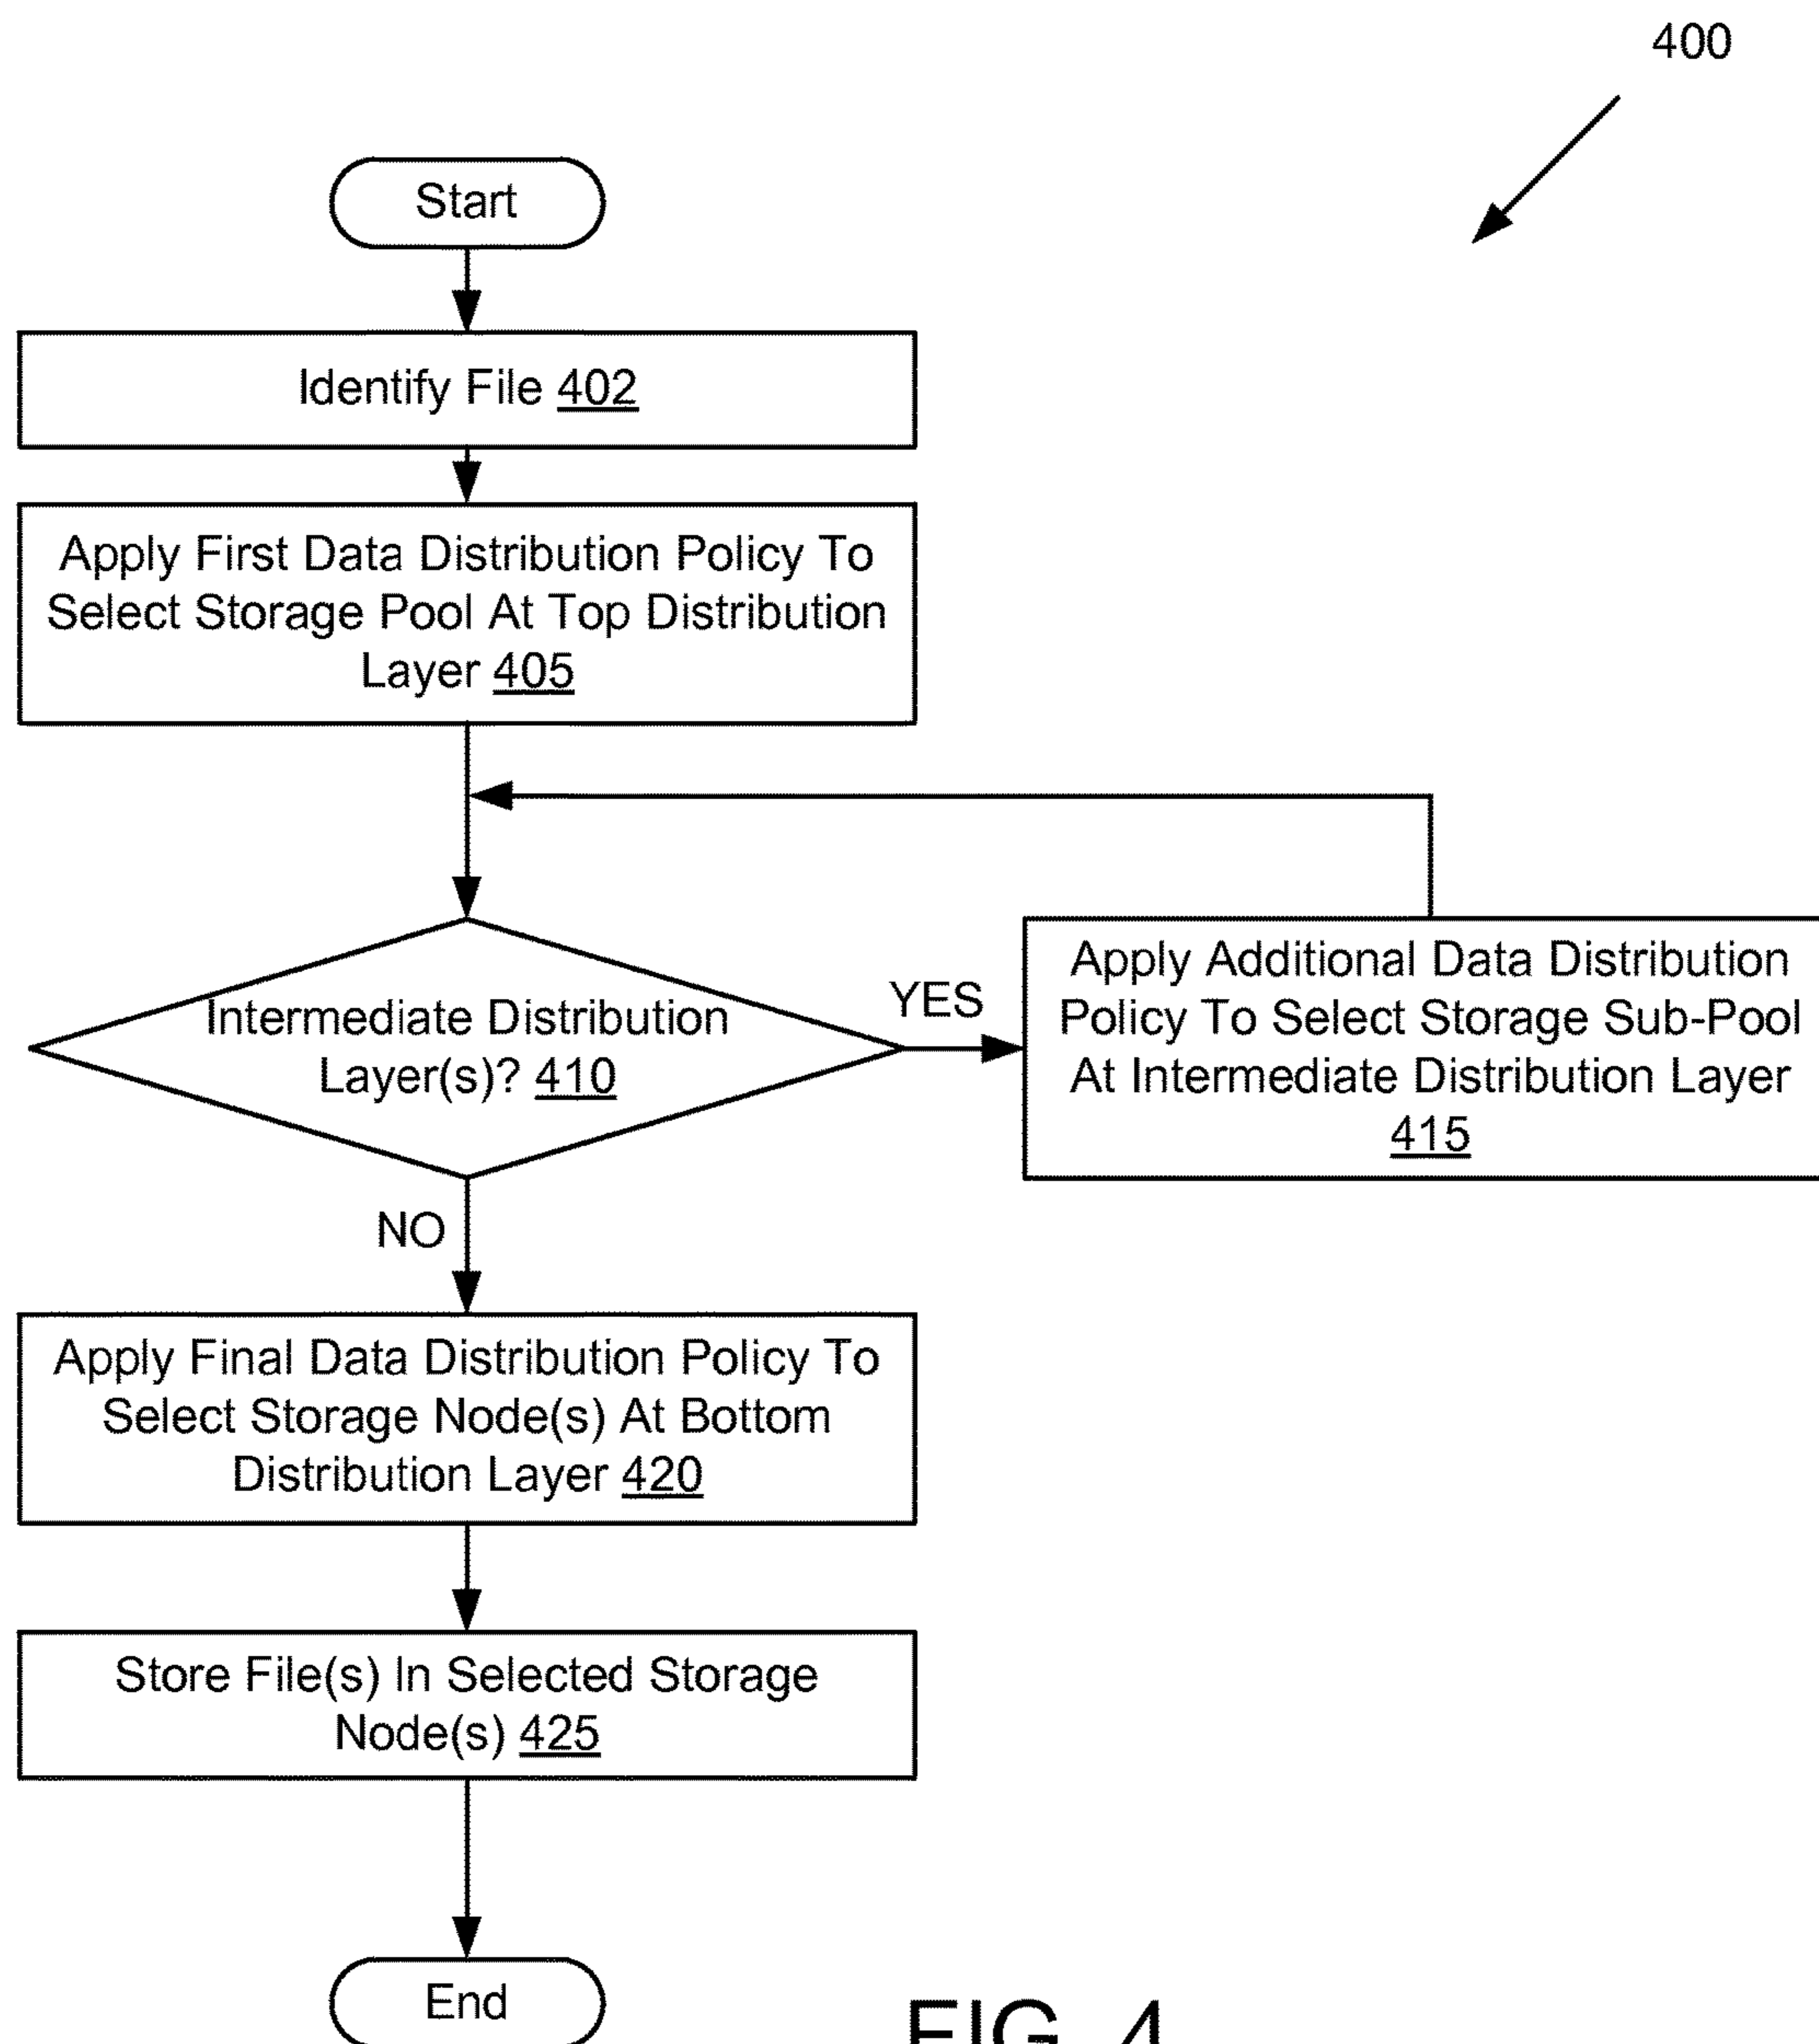 400
Start
Identify File 402
Apply First Data Distribution Policy To
Select Storage Pool At Top Distribution
Layer 405
Intermediate Distribution
Layer(s)? 410
YES
Apply Additional Data Distribution
Policy To Select Storage Sub-Pool
At Intermediate Distribution Layer
415
NO
Apply Final Data Distribution Policy To
Select Storage Node(s) At Bottom
Distribution Layer 420
Store File(s) In Selected Storage
Node(s) 425
End
FIG. 4